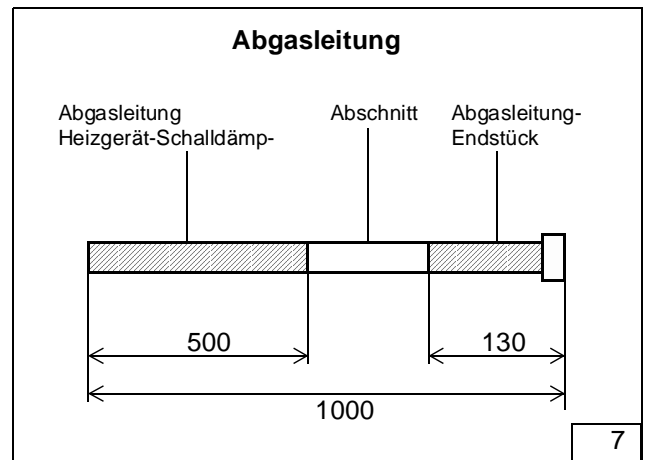 Abgasleitung
Abgasleitung
Heizgerät-Schalldämp-
Abschnitt
Abgasleitung-
Endstück
500
130
1000
7